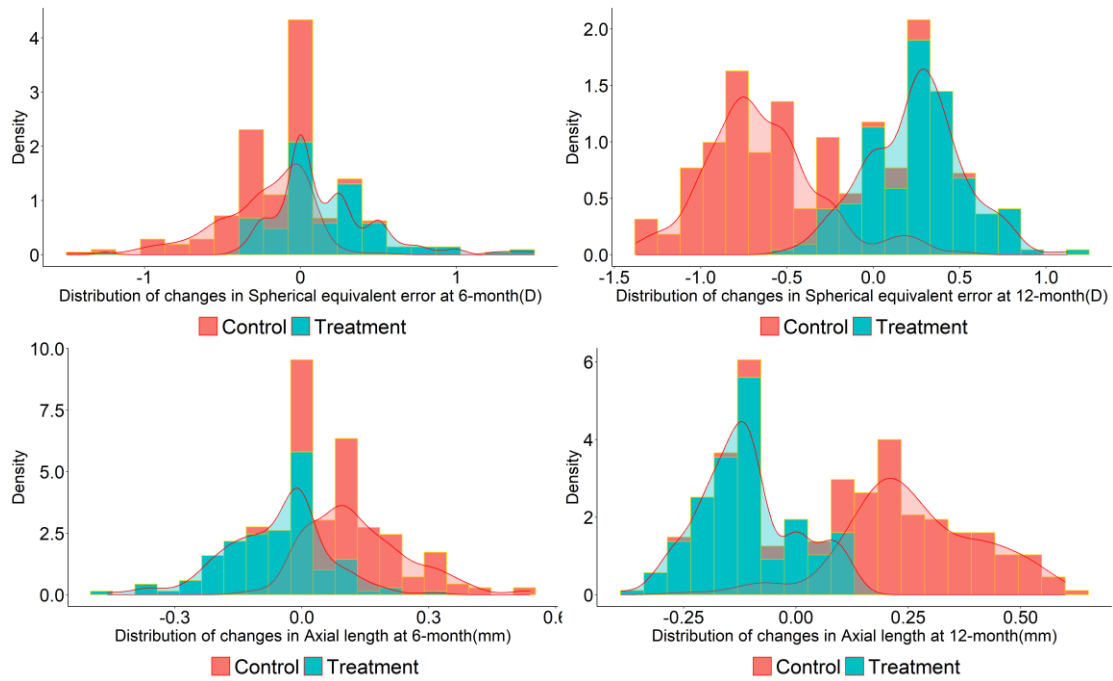 4
3
2
1
0
Density
-1
0
1
Distribution of changes in Spherical equivalent error at 6-month(D)
Control Treatment
2.0
1.5
1.0
0.5
0.0
Density
-1.5
-1.0
-0.5
0.0
0.5
1.0
Distribution of changes in Spherical equivalent error at 12-month(D)
Control Treatment
10.0
7.5
5.0
2.5
0.0
Density
-0.3
0.0
0.3
Distribution of changes in Axial length at 6-month(mm)
Control Treatment
6
4
2
0
Density
-0.25
0.00
0.25
0.50
Distribution of changes in Axial length at 12-month(mm)
Control Treatment